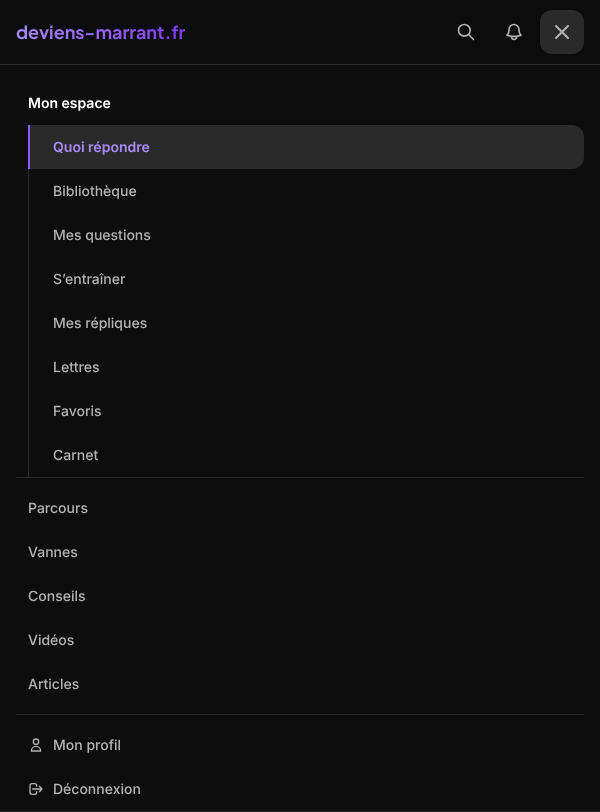 deviens-marrant.fr
Mon espace
Quoi répondre
Bibliothèque
Mes questions
S’entraîner
Mes répliques
Lettres
Favoris
Carnet
Parcours
Vannes
Conseils
Vidéos
Articles
Mon profil
Déconnexion